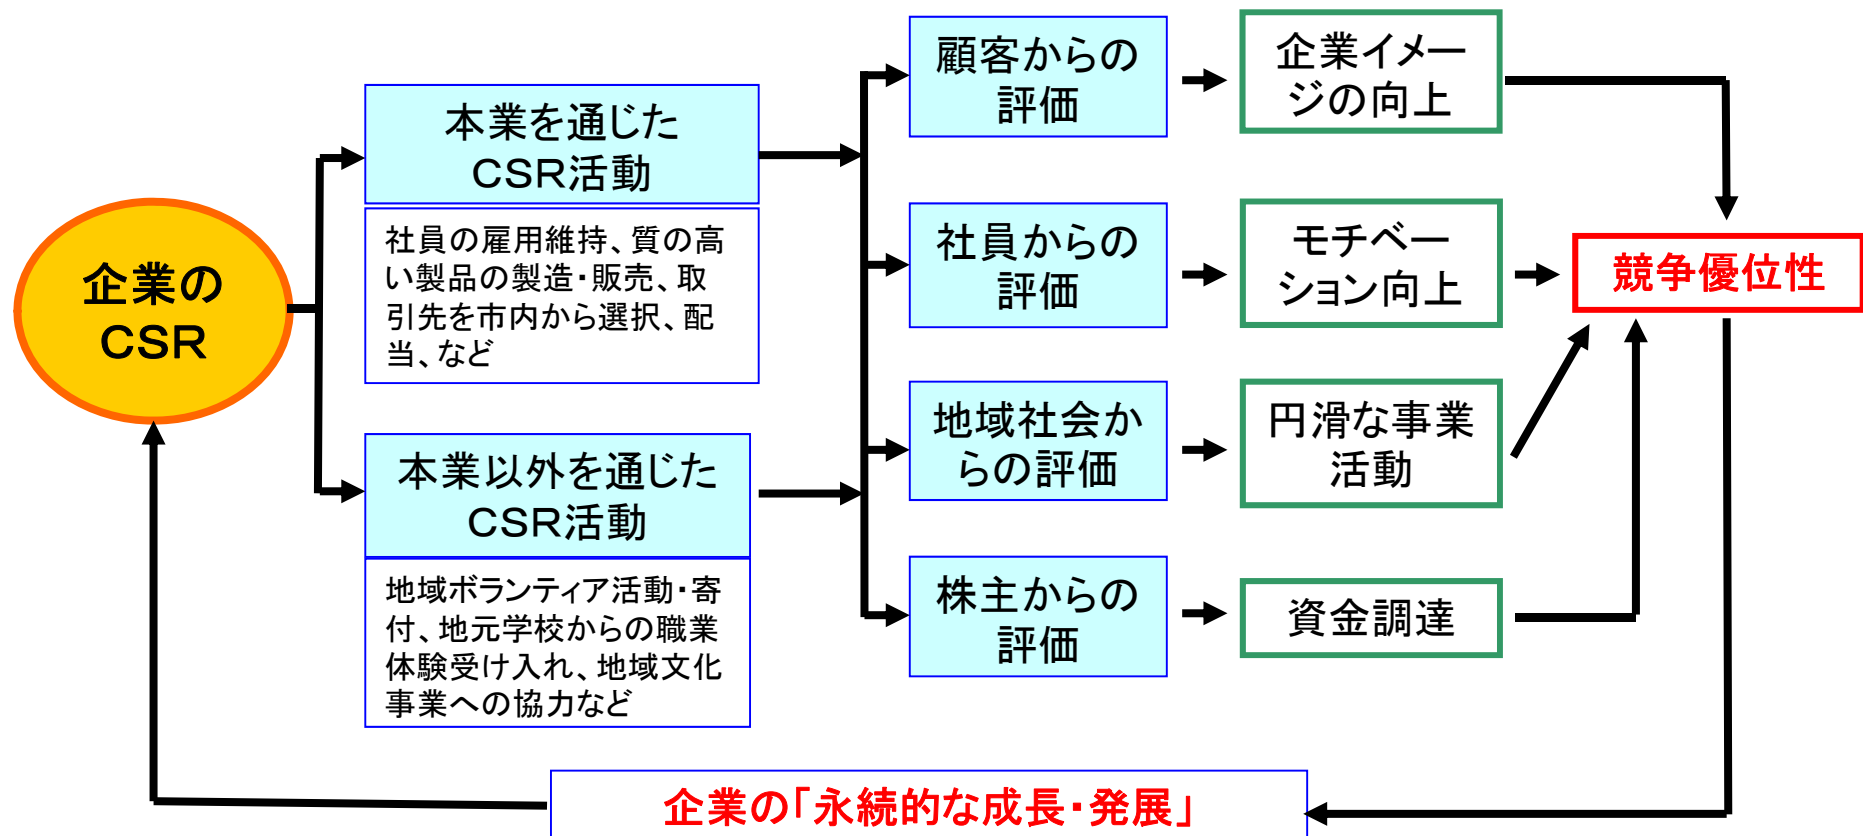 企業の
CSR
本業を通じた
CSR活動
社員の雇用維持、質の高
い製品の製造・販売、取
引先を市内から選択、配
当、など
本業以外を通じた
CSR活動
地域ボランティア活動・寄
付、地元学校からの職業
体験受け入れ、地域文化
事業への協力など
顧客からの
評価
社員からの
評価
地域社会か
らの評価
株主からの
評価
企業イメー
ジの向上
モチベー
ション向上
円滑な事業
活動
資金調達
競争優位性
企業の「永続的な成長・発展」